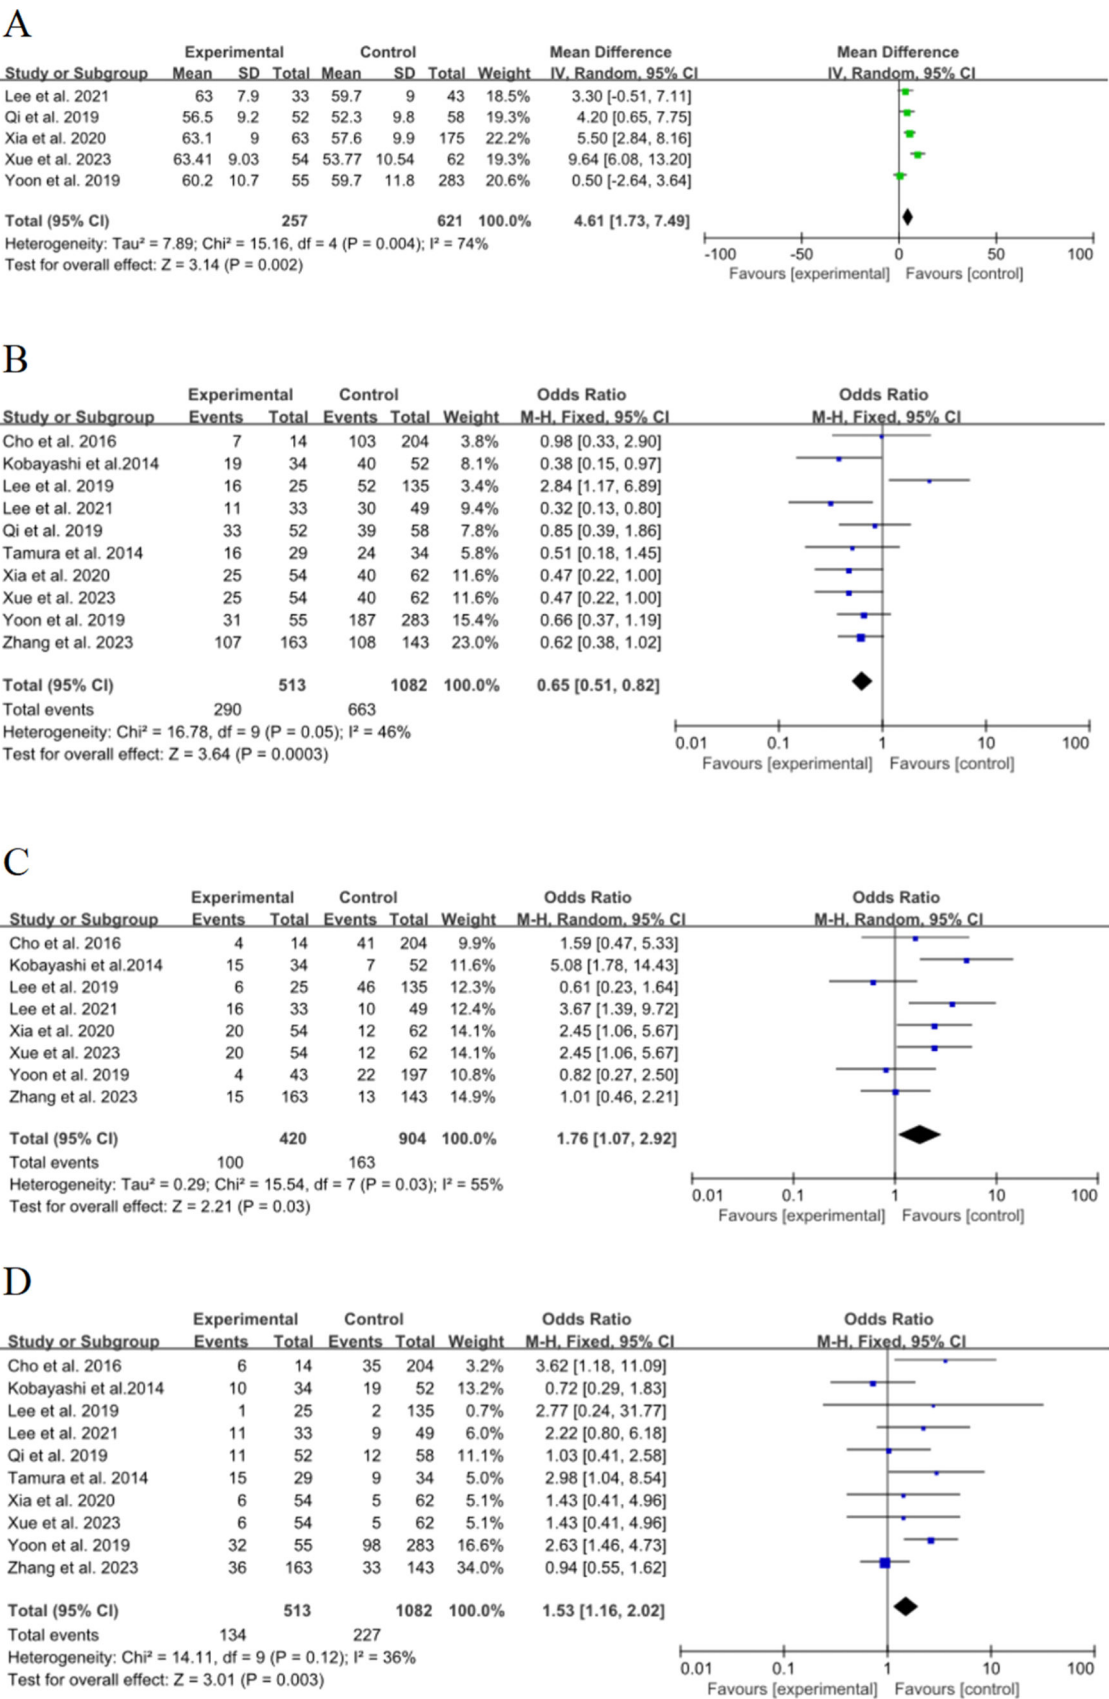 A
Experimental Control Mean Difference Mean Difference
Study or Subgroup Mean SD Total Mean SD Total Weight IV, Random, 95% CI IV, Random, 95% CI
Lee et al. 2021 63 7.9 33 59.7 9 43 18.5% 3.30 [-0.51, 7.11]
Qi et al. 2019 56.5 9.2 52 52.3 9.8 58 19.3% 4.20 [0.65, 7.75]
Xia et al. 2020 63.1 9 63 57.6 9.9 175 22.2% 5.50 [2.84, 8.16]
Xue et al. 2023 63.41 9.03 54 53.77 10.54 62 19.3% 9.64 [6.08, 13.20]
Yoon et al. 2019 60.2 10.7 55 59.7 11.8 283 20.6% 0.50 [-2.64, 3.64]
Total (95% CI) 257 621 100.0% 4.61 [1.73, 7.49]
Heterogeneity: Tau² = 7.89; Chi² = 15.16, df = 4 (P = 0.004); I² = 74%
Test for overall effect: Z = 3.14 (P = 0.002)
-100 -50 0 50 100
Favours [experimental] Favours [control]
B
Experimental Control Odds Ratio Odds Ratio
Study or Subgroup Events Total Events Total Weight M-H, Fixed, 95% CI M-H, Fixed, 95% CI
Cho et al. 2016 7 14 103 204 3.8% 0.98 [0.33, 2.90]
Kobayashi et al.2014 19 34 40 52 8.1% 0.38 [0.15, 0.97]
Lee et al. 2019 16 25 52 135 3.4% 2.84 [1.17, 6.89]
Lee et al. 2021 11 33 30 49 9.4% 0.32 [0.13, 0.80]
Qi et al. 2019 33 52 39 58 7.8% 0.85 [0.39, 1.86]
Tamura et al. 2014 16 29 24 34 5.8% 0.51 [0.18, 1.45]
Xia et al. 2020 25 54 40 62 11.6% 0.47 [0.22, 1.00]
Xue et al. 2023 25 54 40 62 11.6% 0.47 [0.22, 1.00]
Yoon et al. 2019 31 55 187 283 15.4% 0.66 [0.37, 1.19]
Zhang et al. 2023 107 163 108 143 23.0% 0.62 [0.38, 1.02]
Total (95% CI) 513 1082 100.0% 0.65 [0.51, 0.82]
Total events 290 663
Heterogeneity: Chi² = 16.78, df = 9 (P = 0.05); I² = 46%
Test for overall effect: Z = 3.64 (P = 0.0003)
0.01 0.1 1 10 100
Favours [experimental] Favours [control]
C
Experimental Control Odds Ratio Odds Ratio
Study or Subgroup Events Total Events Total Weight M-H, Random, 95% CI M-H, Random, 95% CI
Cho et al. 2016 4 14 41 204 9.9% 1.59 [0.47, 5.33]
Kobayashi et al.2014 15 34 7 52 11.6% 5.08 [1.78, 14.43]
Lee et al. 2019 6 25 46 135 12.3% 0.61 [0.23, 1.64]
Lee et al. 2021 16 33 10 49 12.4% 3.67 [1.39, 9.72]
Xia et al. 2020 20 54 12 62 14.1% 2.45 [1.06, 5.67]
Xue et al. 2023 20 54 12 62 14.1% 2.45 [1.06, 5.67]
Yoon et al. 2019 4 43 22 197 10.8% 0.82 [0.27, 2.50]
Zhang et al. 2023 15 163 13 143 14.9% 1.01 [0.46, 2.21]
Total (95% CI) 420 904 100.0% 1.76 [1.07, 2.92]
Total events 100 163
Heterogeneity: Tau² = 0.29; Chi² = 15.54, df = 7 (P = 0.03); I² = 55%
Test for overall effect: Z = 2.21 (P = 0.03)
0.01 0.1 1 10 100
Favours [experimental] Favours [control]
D
Experimental Control Odds Ratio Odds Ratio
Study or Subgroup Events Total Events Total Weight M-H, Fixed, 95% CI M-H, Fixed, 95% CI
Cho et al. 2016 6 14 35 204 3.2% 3.62 [1.18, 11.09]
Kobayashi et al.2014 10 34 19 52 13.2% 0.72 [0.29, 1.83]
Lee et al. 2019 1 25 2 135 0.7% 2.77 [0.24, 31.77]
Lee et al. 2021 11 33 9 49 6.0% 2.22 [0.80, 6.18]
Qi et al. 2019 11 52 12 58 11.1% 1.03 [0.41, 2.58]
Tamura et al. 2014 15 29 9 34 5.0% 2.98 [1.04, 8.54]
Xia et al. 2020 6 54 5 62 5.1% 1.43 [0.41, 4.96]
Xue et al. 2023 6 54 5 62 5.1% 1.43 [0.41, 4.96]
Yoon et al. 2019 32 55 98 283 16.6% 2.63 [1.46, 4.73]
Zhang et al. 2023 36 163 33 143 34.0% 0.94 [0.55, 1.62]
Total (95% CI) 513 1082 100.0% 1.53 [1.16, 2.02]
Total events 134 227
Heterogeneity: Chi² = 14.11, df = 9 (P = 0.12); I² = 36%
Test for overall effect: Z = 3.01 (P = 0.003)
0.01 0.1 1 10 100
Favours [experimental] Favours [control]